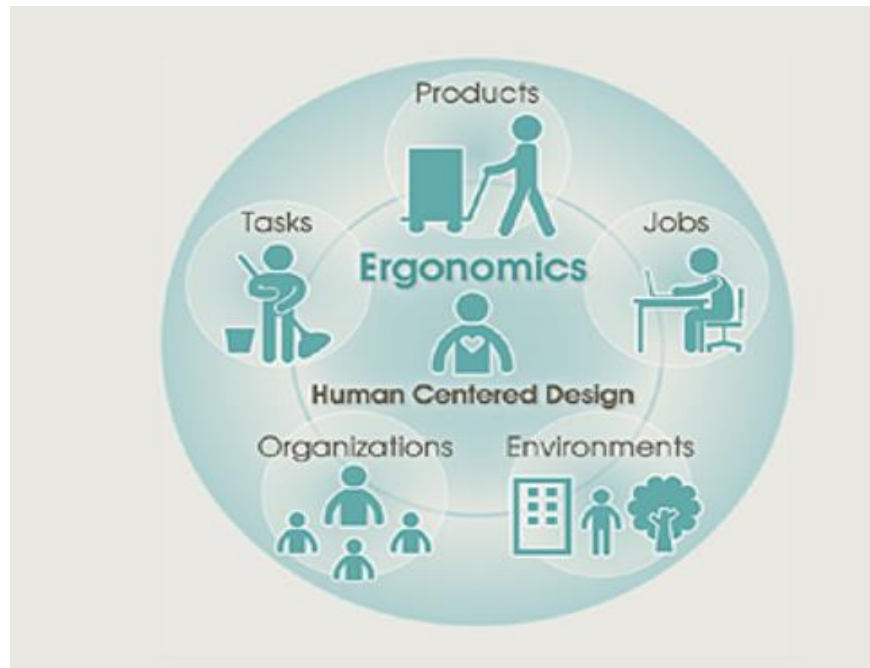 Products
Tasks
Jobs
Ergonomics
Human Centered Design
Organizations
Environments